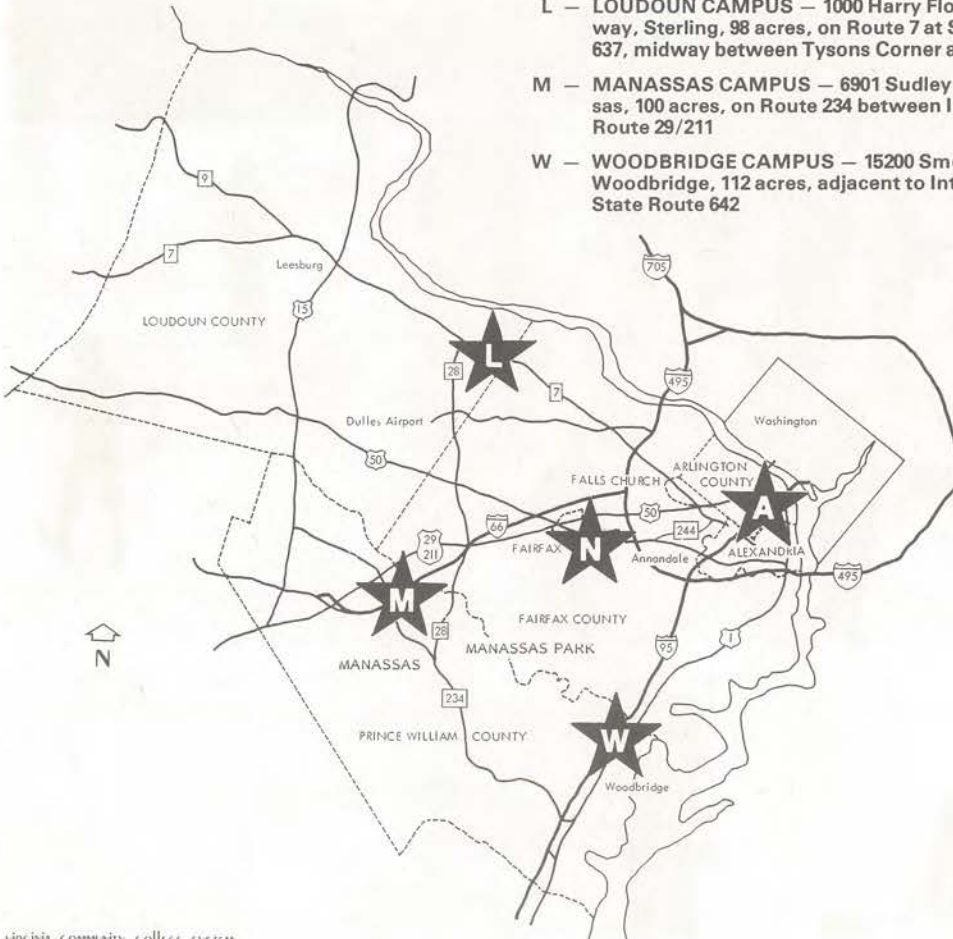 L — LOUDOUN CAMPUS — 1000 Harry Flo
way, Sterling, 98 acres, on Route 7 at S
637, midway between Tysons Corner a
M — MANASSAS CAMPUS — 6901 Sudley
sas, 100 acres, on Route 234 between I
Route 29/211
W — WOODBRIDGE CAMPUS — 15200 Sm
Woodbridge, 112 acres, adjacent to Int
State Route 642
9
705
7
Leesburg
15
LOUDOUN COUNTY
L
28
495
7
Dulles Airport
Washington
50
FALLS CHURCH
ARLINGTON
COUNTY
A
66
50
29
211
N
244
FAIRFAX
Annandale
ALEXANDRIA
495
M
FAIRFAX COUNTY
28
95
1
N
MANASSAS PARK
MANASSAS
234
PRINCE WILLIAM COUNTY
W
Woodbridge
virginia community college system